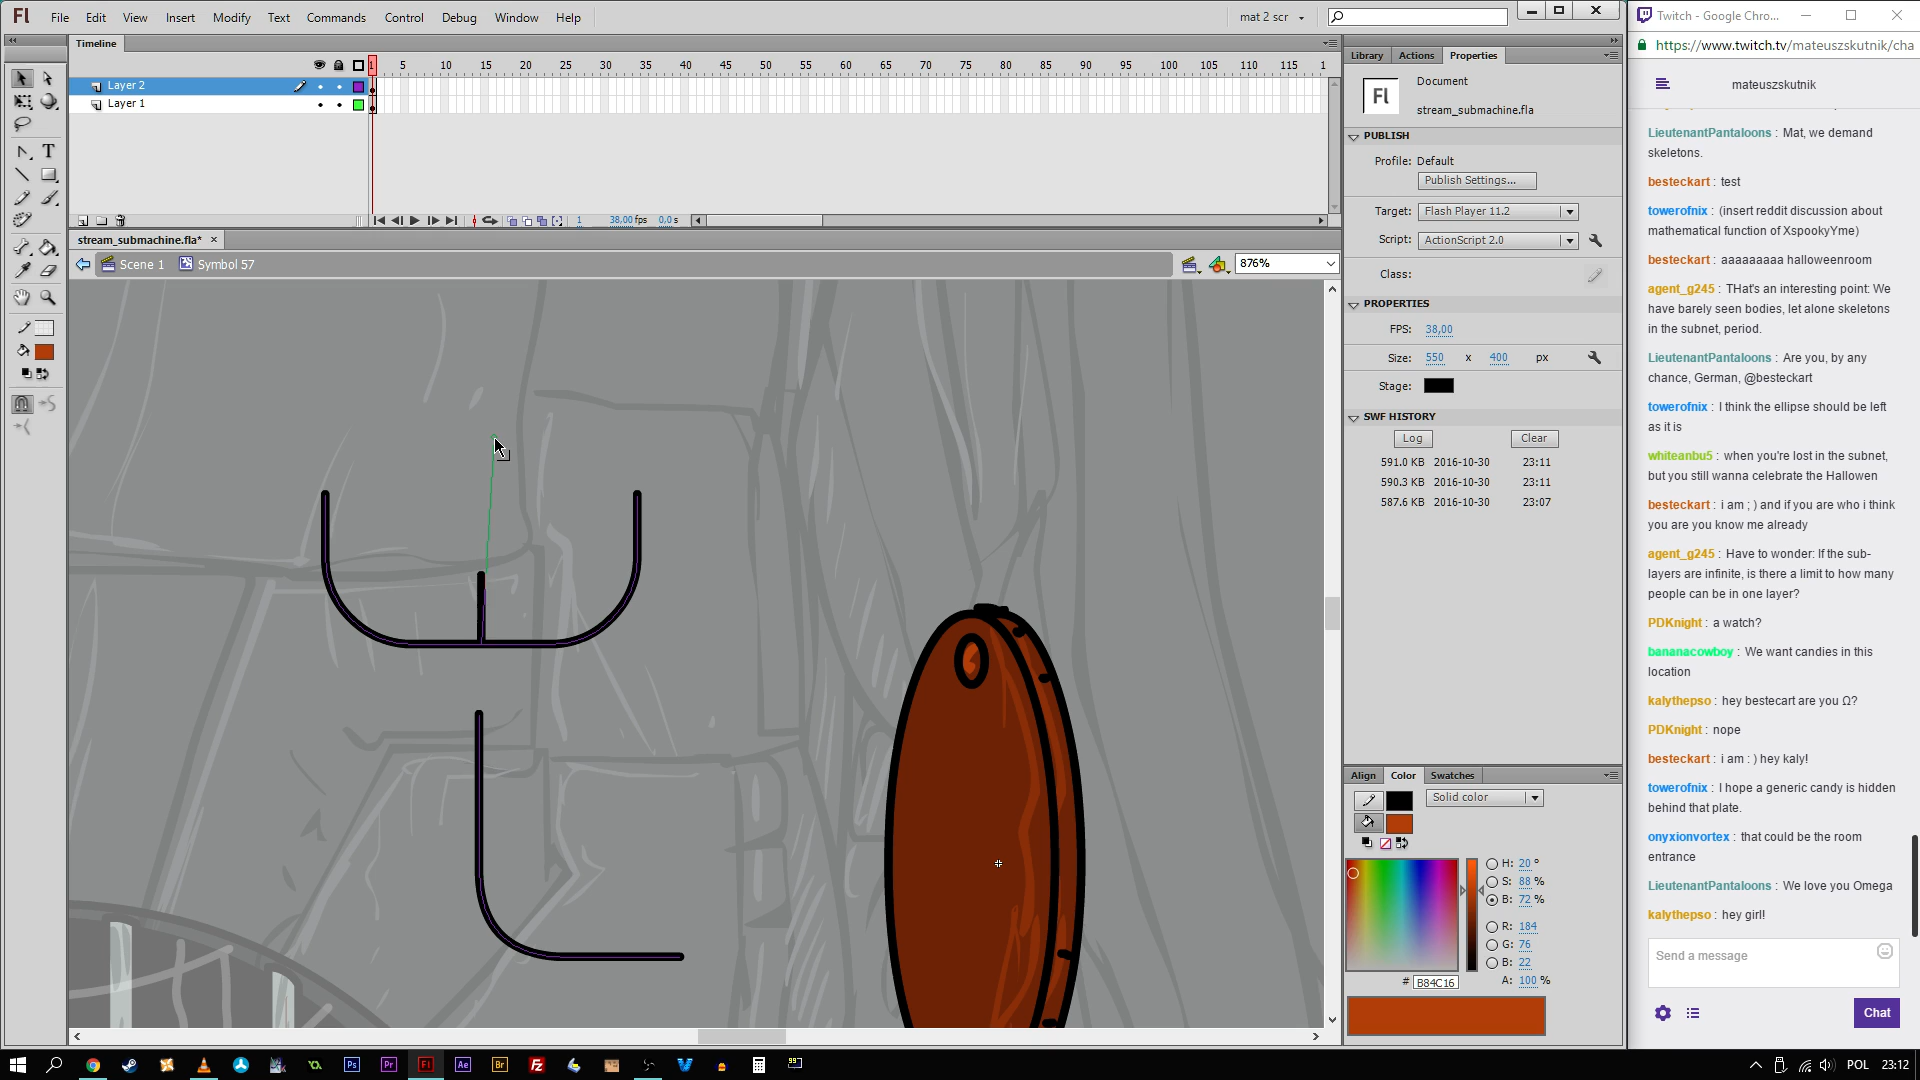 Fl File Edit View Insert Modify Text Commands Control Debug Window Help mat 2 scr
Timeline
1 5 10 15 20 25 30 35 40 45 50 55 60 65 70 75 80 85 90 95 100 105 110 115 1
Layer 2
Layer 1
1 38,00 fps 0,0 s
stream_submachine.fla*
Scene 1 Symbol 57 876%
T
Library Actions Properties
Document
Fl
stream_submachine.fla
PUBLISH
Profile: Default
Publish Settings...
Target: Flash Player 11.2
Script: ActionScript 2.0
Class:
PROPERTIES
FPS: 38,00
Size: 550 x 400 px
Stage:
SWF HISTORY
Log Clear
591.0 KB 2016-10-30 23:11
590.3 KB 2016-10-30 23:11
587.6 KB 2016-10-30 23:07
Align Color Swatches
Solid color
H: 20 °
S: 88 %
B: 72 %
R: 184
G: 76
B: 22
# B84C16 A: 100 %
Twitch - Google Chro...
https://www.twitch.tv/mateuszskutnik/cha
mateuszskutnik
LieutenantPantaloons : Mat, we demand
skeletons.
besteckart : test
towerofnix : (insert reddit discussion about
mathematical function of XspookyYme)
besteckart : aaaaaaaaa halloweenroom
agent_g245 : THat's an interesting point: We
have barely seen bodies, let alone skeletons
in the subnet, period.
LieutenantPantaloons : Are you, by any
chance, German, @besteckart
towerofnix : I think the ellipse should be left
as it is
whiteanbu5 : when you're lost in the subnet,
but you still wanna celebrate the Hallowen
besteckart : i am ; ) and if you are who i think
you are you know me already
agent_g245 : Have to wonder: If the sub-
layers are infinite, is there a limit to how many
people can be in one layer?
PDKnight : a watch?
bananacowboy : We want candies in this
location
kalythepso : hey bestecart are you Ω?
PDKnight : nope
besteckart : i am : ) hey kaly!
towerofnix : I hope a generic candy is hidden
behind that plate.
onyxionvortex : that could be the room
entrance
LieutenantPantaloons : We love you Omega
kalythepso : hey girl!
Send a message
Chat
Ps Pr Fl Ae Br Fz
POL 23:12